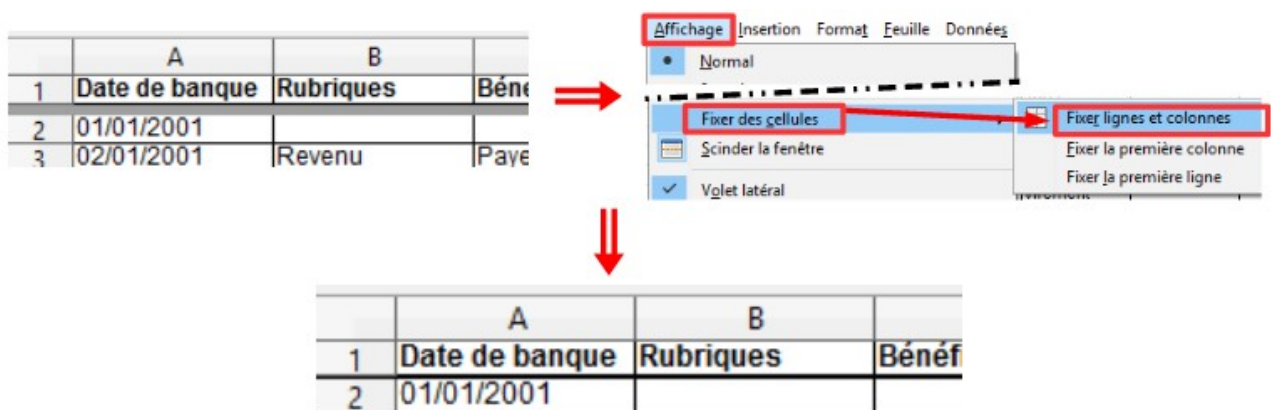 A B
1 Date de banque Rubriques Béné
2 01/01/2001
3 02/01/2001 Revenu Paye
Affichage Insertion Format Feuille Données
Normal
Fixer des cellules
Scinder la fenêtre
Volet latéral
Fixer lignes et colonnes
Fixer la première colonne
Fixer la première ligne
A B
1 Date de banque Rubriques Bénéf
2 01/01/2001